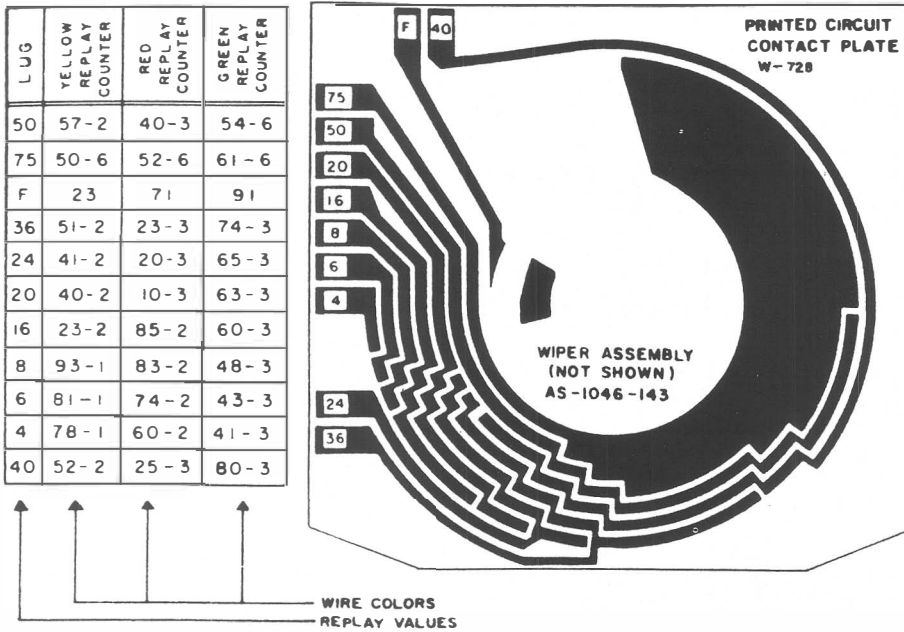 LUG
YELLOW REPLAY COUNTER
RED REPLAY COUNTER
GREEN REPLAY COUNTER
50 57-2 40-3 54-6
75 50-6 52-6 61-6
F 23 71 91
36 51-2 23-3 74-3
24 41-2 20-3 65-3
20 40-2 10-3 63-3
16 23-2 85-2 60-3
8 93-1 83-2 48-3
6 81-1 74-2 43-3
4 78-1 60-2 41-3
40 52-2 25-3 80-3
WIRE COLORS
REPLAY VALUES
F 40
PRINTED CIRCUIT
CONTACT PLATE
W-728
75
50
20
16
8
6
4
24
36
WIPER ASSEMBLY
(NOT SHOWN)
AS-1046-143